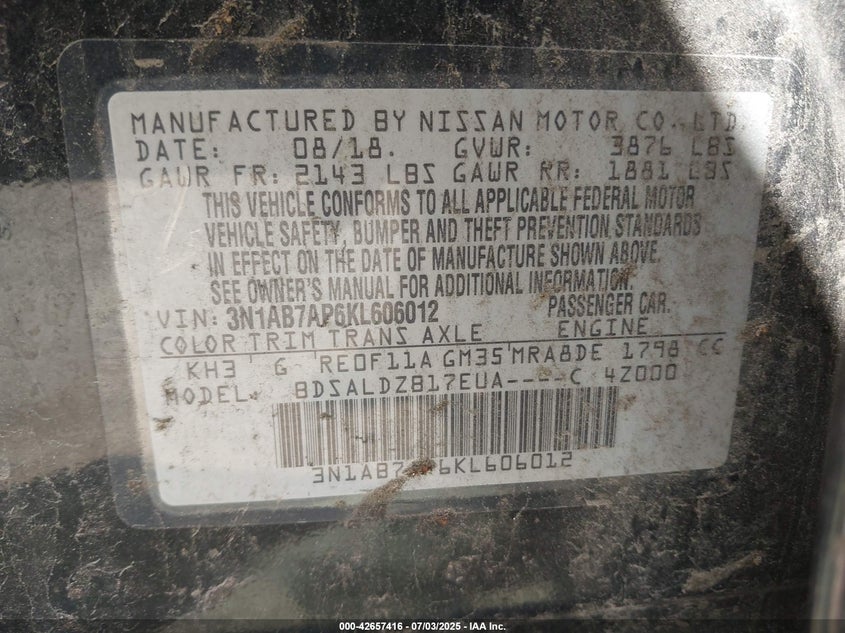 MANUFACTURED BY NISSAN MOTOR CO., LTD.
DATE: 08/18. GVWR: 3876 LBS
GAWR FR: 2143 LBS GAWR RR: 1881 LBS
THIS VEHICLE CONFORMS TO ALL APPLICABLE FEDERAL MOTOR
VEHICLE SAFETY, BUMPER AND THEFT PREVENTION STANDARDS
IN EFFECT ON THE DATE OF MANUFACTURE SHOWN ABOVE.
SEE OWNER'S MANUAL FOR ADDITIONAL INFORMATION.
VIN: 3N1AB7AP6KL606012 PASSENGER CAR.
COLOR TRIM TRANS AXLE ENGINE
KH3 G RE0F11A GM35 MRA8DE 1798 CC
MODEL: BDSALDZB17EUA----C 4Z000
3N1AB7AP6KL606012
000-42657416 - 07/03/2025 - IAA Inc.